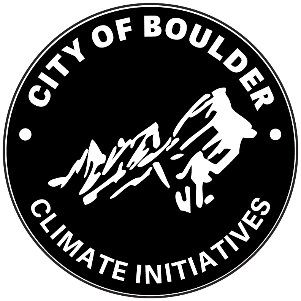 CITY OF BOULDER
CLIMATE INITIATIVES